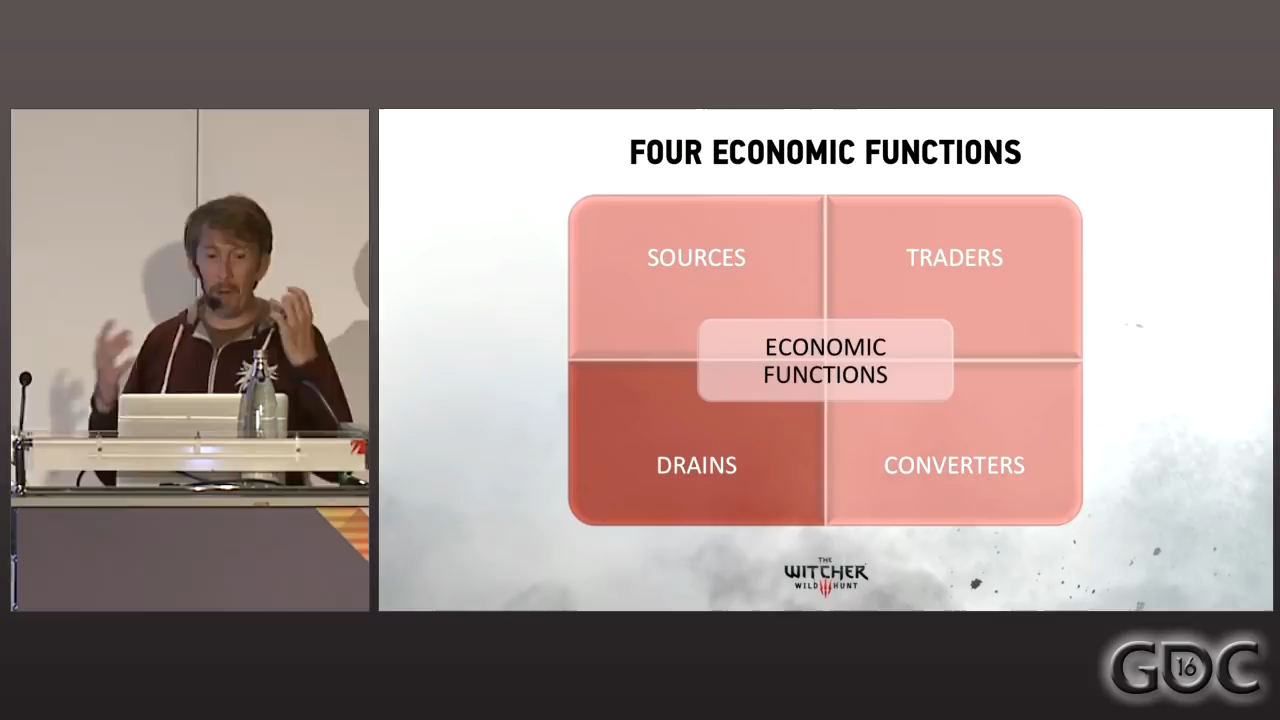 FOUR ECONOMIC FUNCTIONS
SOURCES
TRADERS
ECONOMIC
FUNCTIONS
DRAINS
CONVERTERS
THE
WITCHER
WILD HUNT
GDC
16